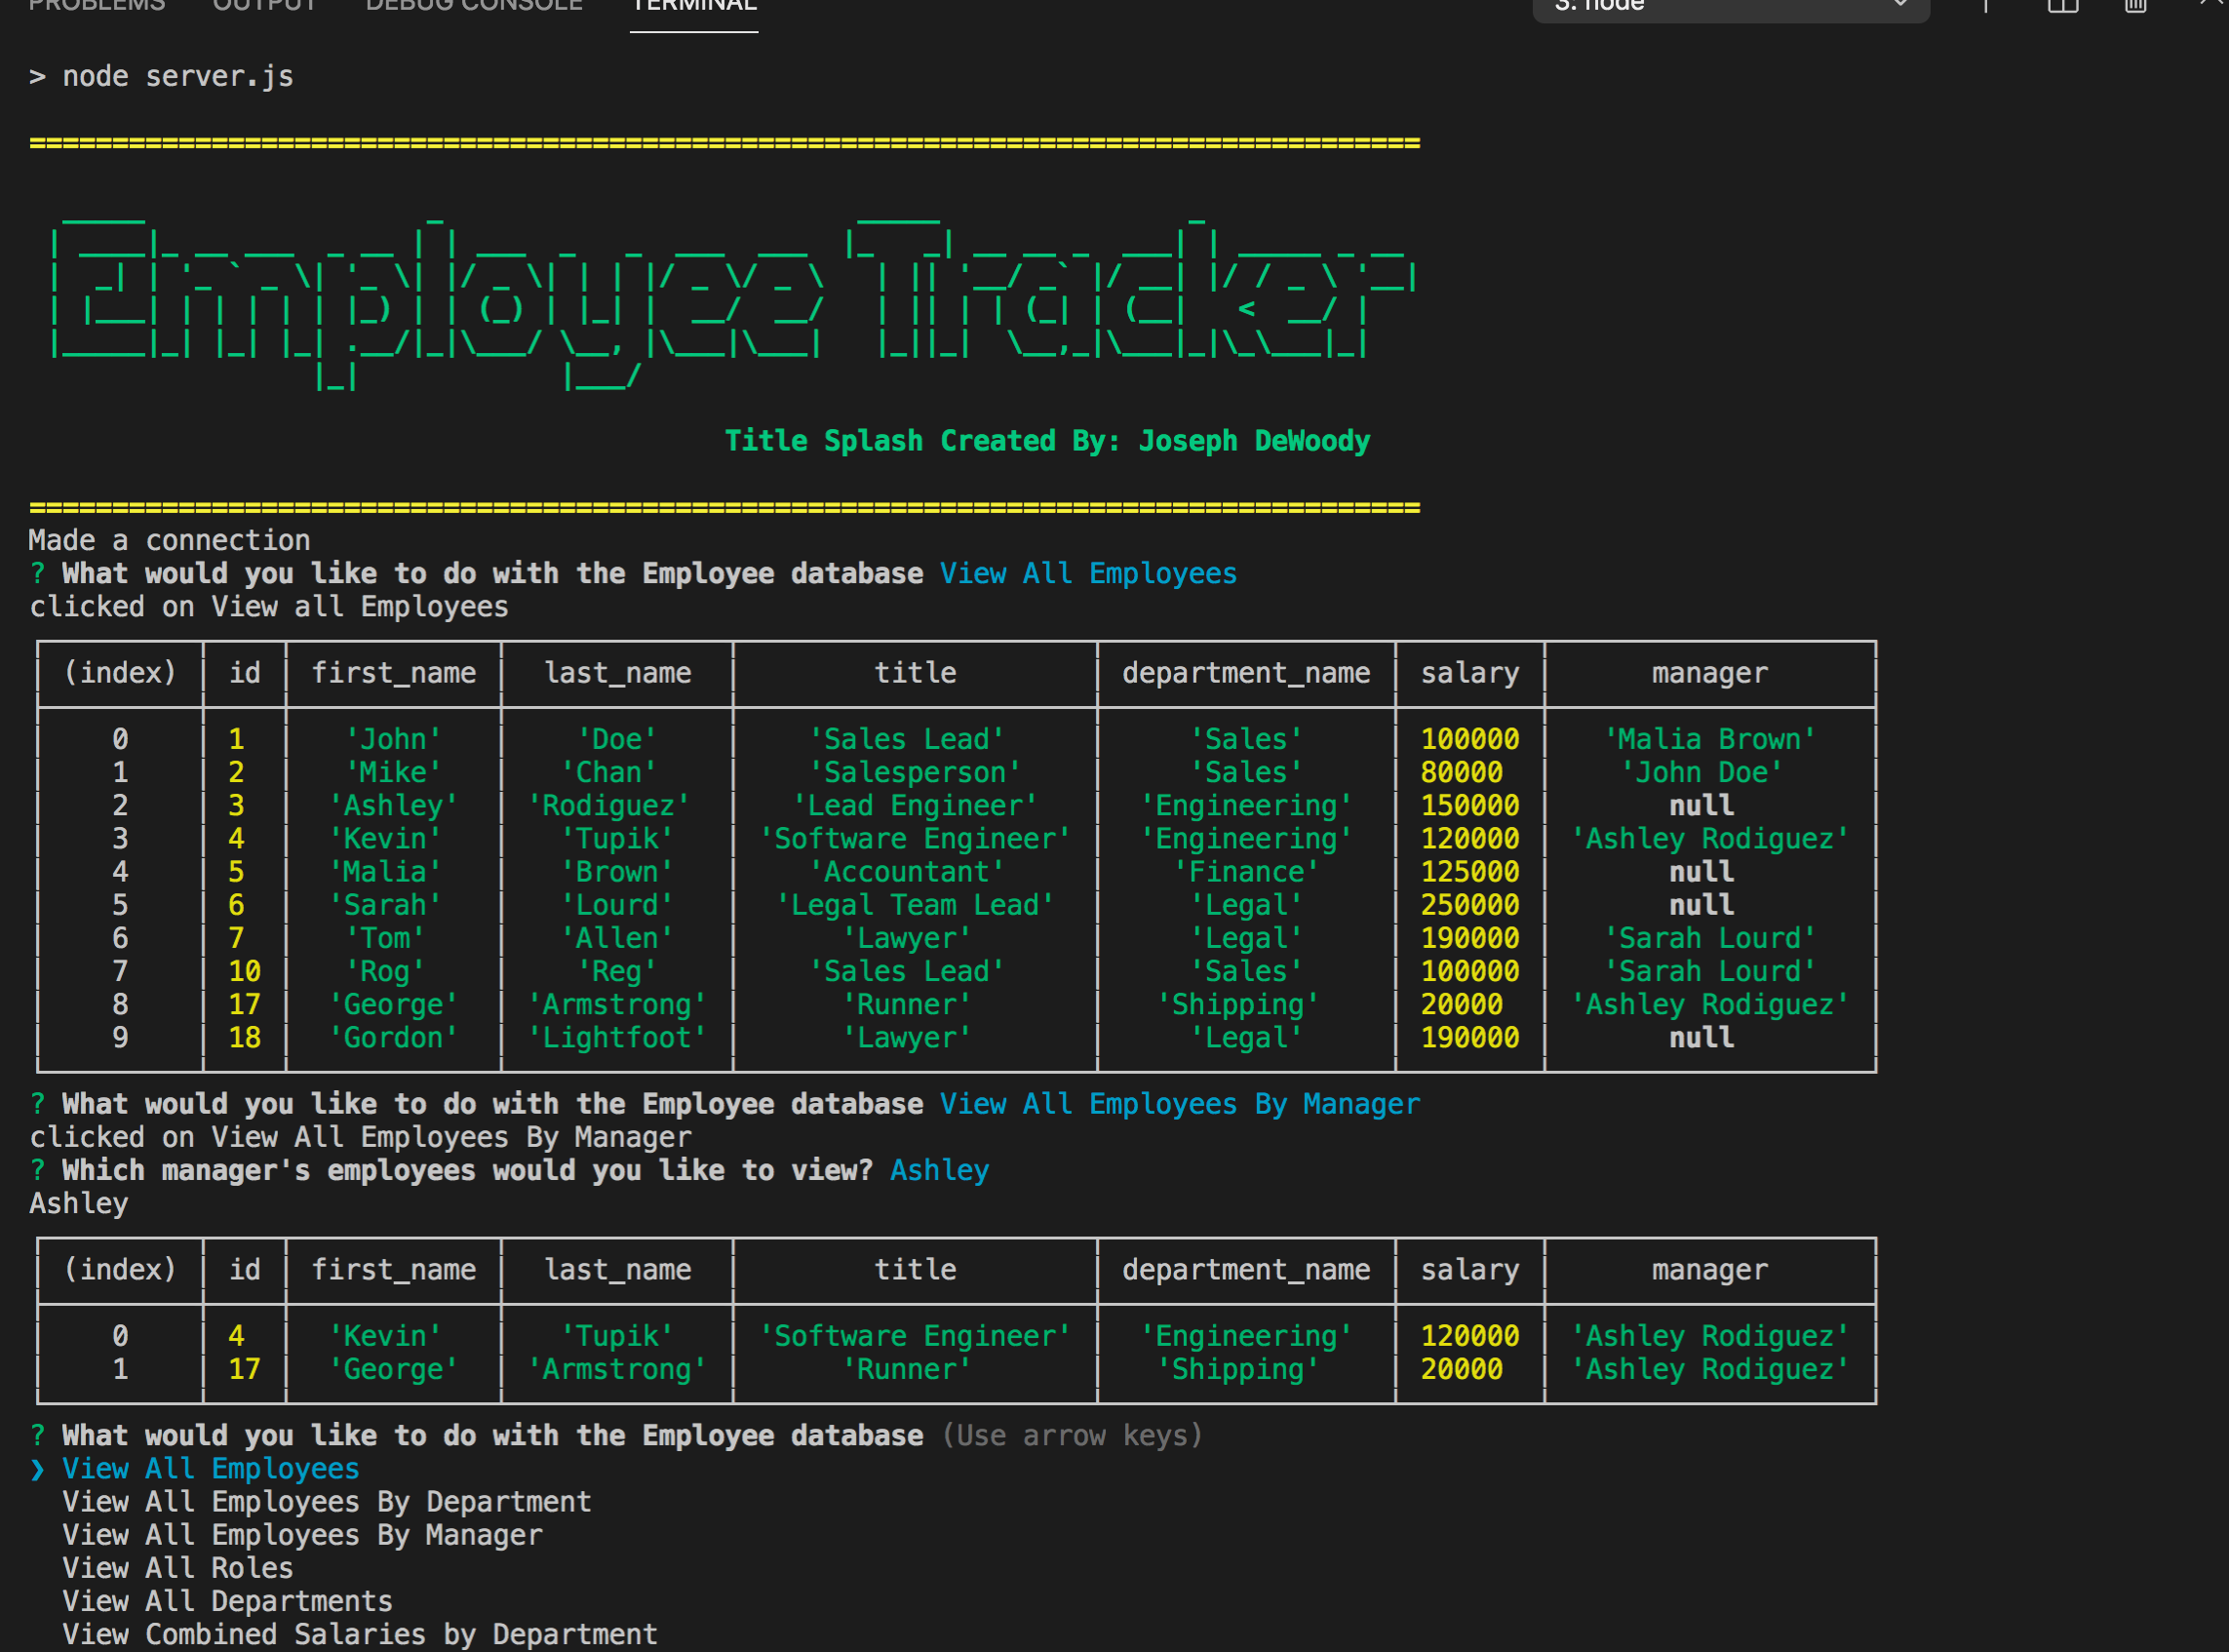 PROBLEMS OUTPUT DEBUG CONSOLE TERMINAL 3: node
> node server.js
=====================================================================================
Employee Tracker
Title Splash Created By: Joseph DeWoody
=====================================================================================
Made a connection
? What would you like to do with the Employee database View All Employees
clicked on View all Employees
(index) id first_name last_name title department_name salary manager
0 1 'John' 'Doe' 'Sales Lead' 'Sales' 100000 'Malia Brown'
1 2 'Mike' 'Chan' 'Salesperson' 'Sales' 80000 'John Doe'
2 3 'Ashley' 'Rodiguez' 'Lead Engineer' 'Engineering' 150000 null
3 4 'Kevin' 'Tupik' 'Software Engineer' 'Engineering' 120000 'Ashley Rodiguez'
4 5 'Malia' 'Brown' 'Accountant' 'Finance' 125000 null
5 6 'Sarah' 'Lourd' 'Legal Team Lead' 'Legal' 250000 null
6 7 'Tom' 'Allen' 'Lawyer' 'Legal' 190000 'Sarah Lourd'
7 10 'Rog' 'Reg' 'Sales Lead' 'Sales' 100000 'Sarah Lourd'
8 17 'George' 'Armstrong' 'Runner' 'Shipping' 20000 'Ashley Rodiguez'
9 18 'Gordon' 'Lightfoot' 'Lawyer' 'Legal' 190000 null
? What would you like to do with the Employee database View All Employees By Manager
clicked on View All Employees By Manager
? Which manager's employees would you like to view? Ashley
Ashley
(index) id first_name last_name title department_name salary manager
0 4 'Kevin' 'Tupik' 'Software Engineer' 'Engineering' 120000 'Ashley Rodiguez'
1 17 'George' 'Armstrong' 'Runner' 'Shipping' 20000 'Ashley Rodiguez'
? What would you like to do with the Employee database (Use arrow keys)
❯ View All Employees
View All Employees By Department
View All Employees By Manager
View All Roles
View All Departments
View Combined Salaries by Department